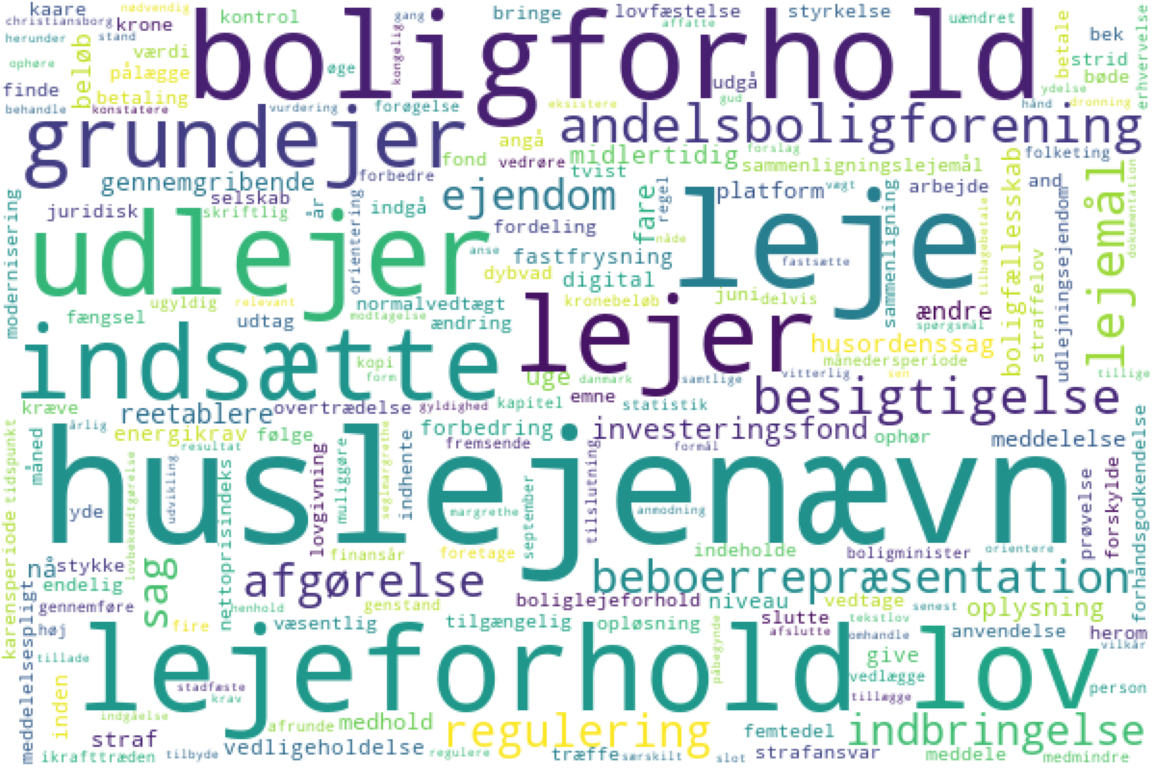 kaare
nødvendig
gang
bringe
lovfæstelse
styrkelse
christiansborg
krone
kontrol
affatte
uændret
bek
herunder
stand
værdi
kongelig
boligforhold
betale
strid
erhvervelse
ophøre
beløb
pålægge
øge
udgå
bøde
ydelse
finde
betaling
behandle
konstatere
vurdering
forøgelse
eksistere
gud
hånd
dronning
grundejer
andelsboligforening
angå
fond
vedrøre
midlertidig
forslag
folketing
tvist
sammenligningslejemål
boligfællesskab
lejemål
gennemgribende
forbedre
ejendom
fare
regel
platform
vægt
arbejde
and
modernisering
selskab
år
juridisk
skriftlig
orientering
indgå
fordeling
leje
sammenligning
tilbagebetale
dokumentation
udlejer
anse
nåde
fastfrysning
fastsætte
dybvad
digital
udlejningsejendom
ugyldig
relevant
normalvedtægt
kronebeløb
juni
delvis
straffelov
fængsel
udtag
modtagelse
ændring
lejer
ændre
spørgsmål
indsætte
husordenssag
kopi
månedersperiode
form
uge
danmark
samtlige
vitterlig
sen
tillige
kræve
reetablere
overtrædelse
gyldighed
kapitel
emne
statistik
besigtigelse
årlig
energikrav
følge
forbedring
investeringsfond
ophør
meddelelse
måned
resultat
fremsende
formål
huslejenævn
lovbekendtgørelse
udvikling
lovgivning
muliggøre
seglmargrethe
indhente
margrethe
tilslutning
yde
anmodning
prøvelse
forskylde
forhåndsgodkendelse
karensperiode
tidspunkt
nettoprisindeks
september
finansår
foretage
indeholde
boligminister
orientere
nå
stykke
sag
afgørelse
beboerrepræsentation
endelig
gennemføre
henhold
genstand
boliglejeforhold
niveau
vedtage
senest
oplysning
meddelelsespligt
høj
fire
væsentlig
tilgængelig
opløsning
påbegynde
slutte
afslutte
tekstlov
omhandle
anvendelse
herom
vilkår
tillade
lejeforhold
lov
give
inden
stadfæste
krav
vedlægge
tillægge
person
indgåelse
afrunde
medhold
regulering
femtedel
indbringelse
straf
ikrafttræden
tilbyde
vedligeholdelse
regulere
træffe
særskilt
slot
strafansvar
meddele
medmindre